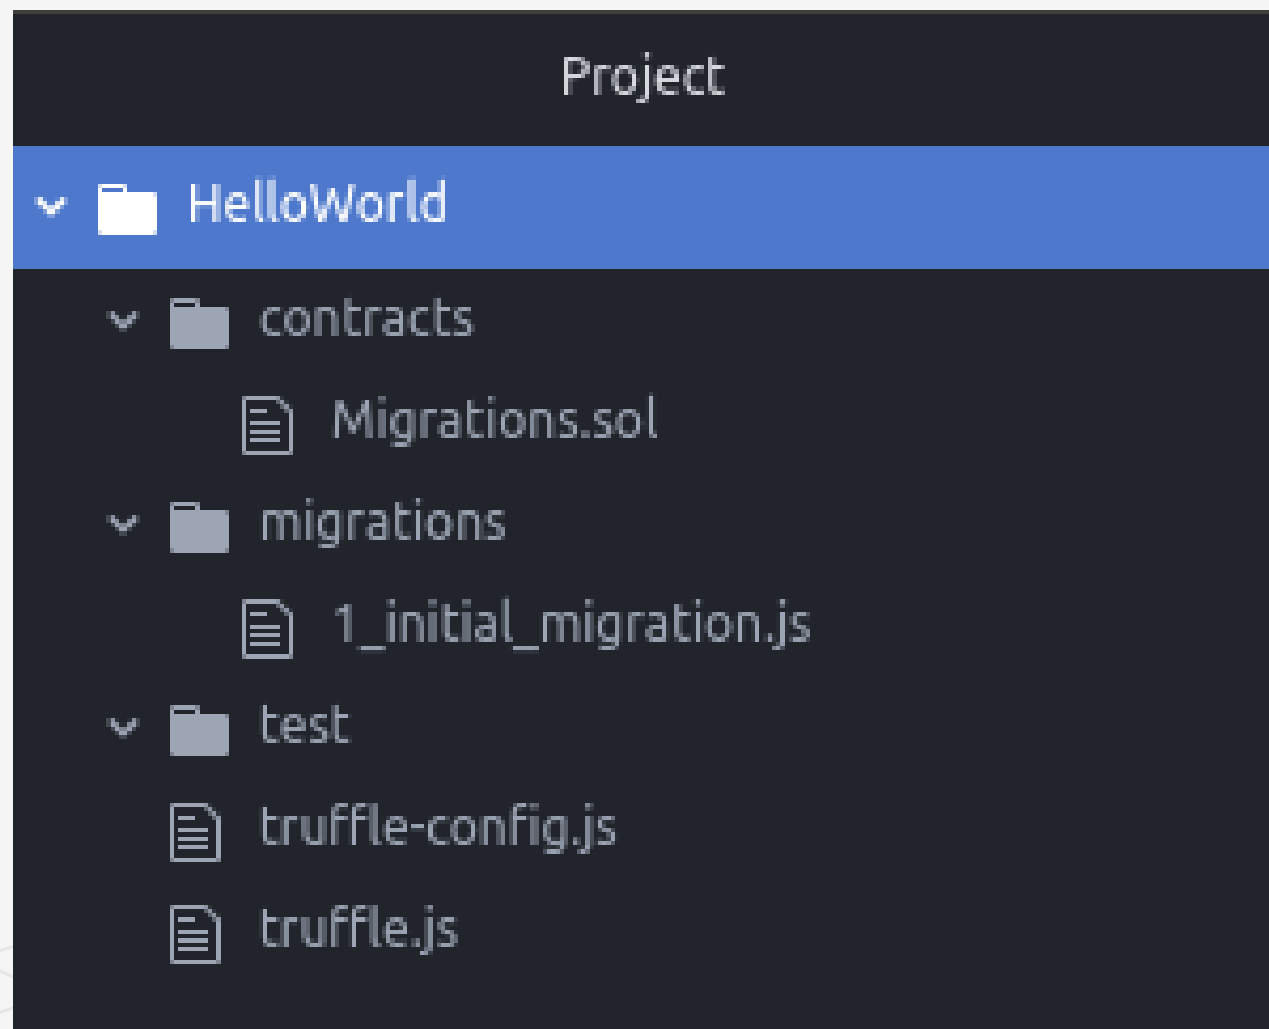 Project
HelloWorld
contracts
Migrations.sol
migrations
1_initial_migration.js
test
truffle-config.js
truffle.js